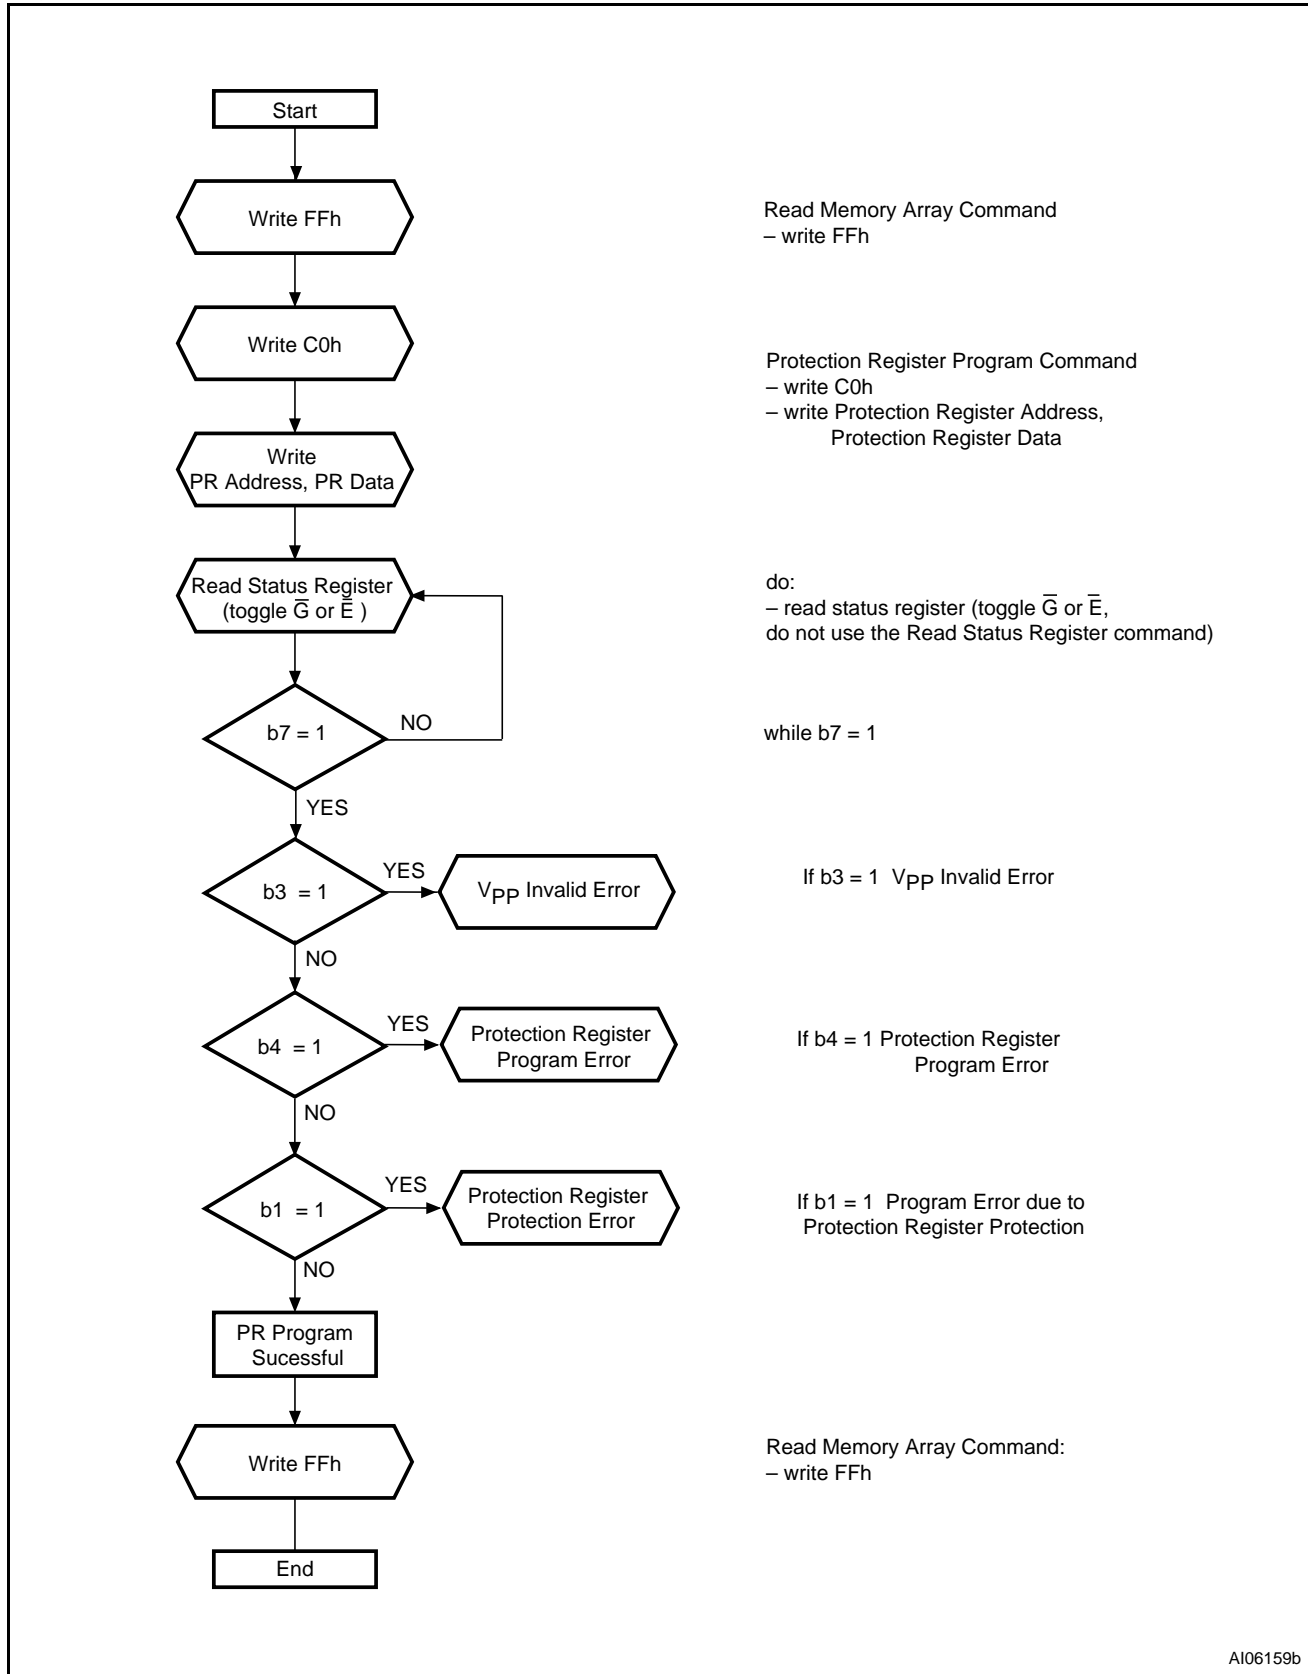 Start
Write FFh
Read Memory Array Command
– write FFh
Write C0h
Protection Register Program Command
– write C0h
– write Protection Register Address,
Protection Register Data
Write
PR Address, PR Data
Read Status Register
(toggle G̅ or E̅ )
do:
– read status register (toggle G̅ or E̅,
do not use the Read Status Register command)
b7 = 1
NO
while b7 = 1
YES
b3 = 1
YES
VPP Invalid Error
If b3 = 1 VPP Invalid Error
NO
b4 = 1
YES
Protection Register
Program Error
If b4 = 1 Protection Register
Program Error
NO
b1 = 1
YES
Protection Register
Protection Error
If b1 = 1 Program Error due to
Protection Register Protection
NO
PR Program
Sucessful
Write FFh
Read Memory Array Command:
– write FFh
End
AI06159b